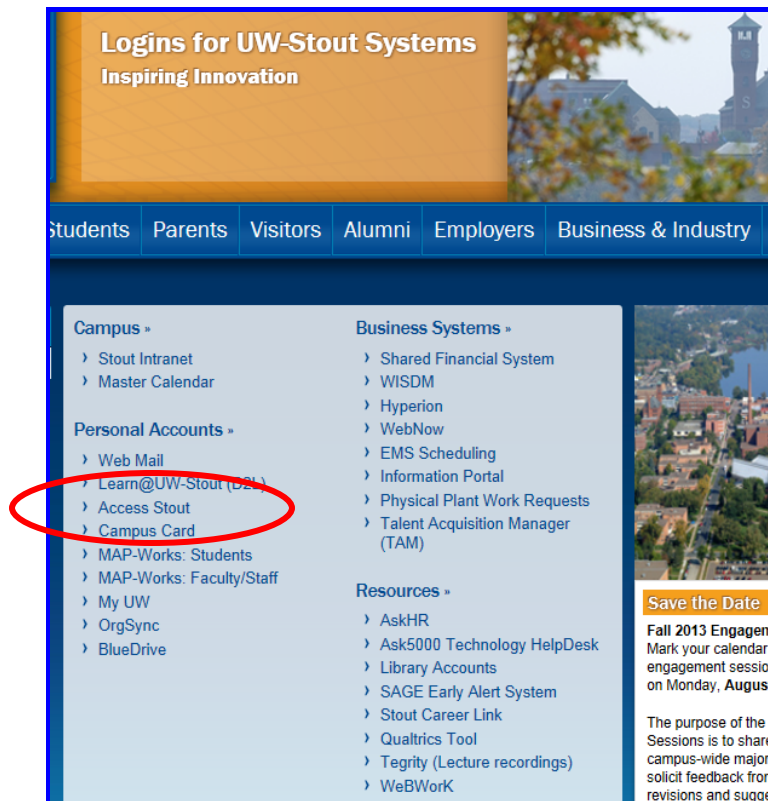 Logins for UW-Stout Systems
Inspiring Innovation
Students Parents Visitors Alumni Employers Business & Industry
Campus »
Stout Intranet
Master Calendar
Personal Accounts »
Web Mail
Learn@UW-Stout (D2L)
Access Stout
Campus Card
MAP-Works: Students
MAP-Works: Faculty/Staff
My UW
OrgSync
BlueDrive
Business Systems »
Shared Financial System
WISDM
Hyperion
WebNow
EMS Scheduling
Information Portal
Physical Plant Work Requests
Talent Acquisition Manager
(TAM)
Resources »
AskHR
Ask5000 Technology HelpDesk
Library Accounts
SAGE Early Alert System
Stout Career Link
Qualtrics Tool
Tegrity (Lecture recordings)
WeBWorK
Save the Date
Fall 2013 Engagen
Mark your calendar
engagement sessio
on Monday, Augus
The purpose of the
Sessions is to share
campus-wide major
solicit feedback from
revisions and sugge